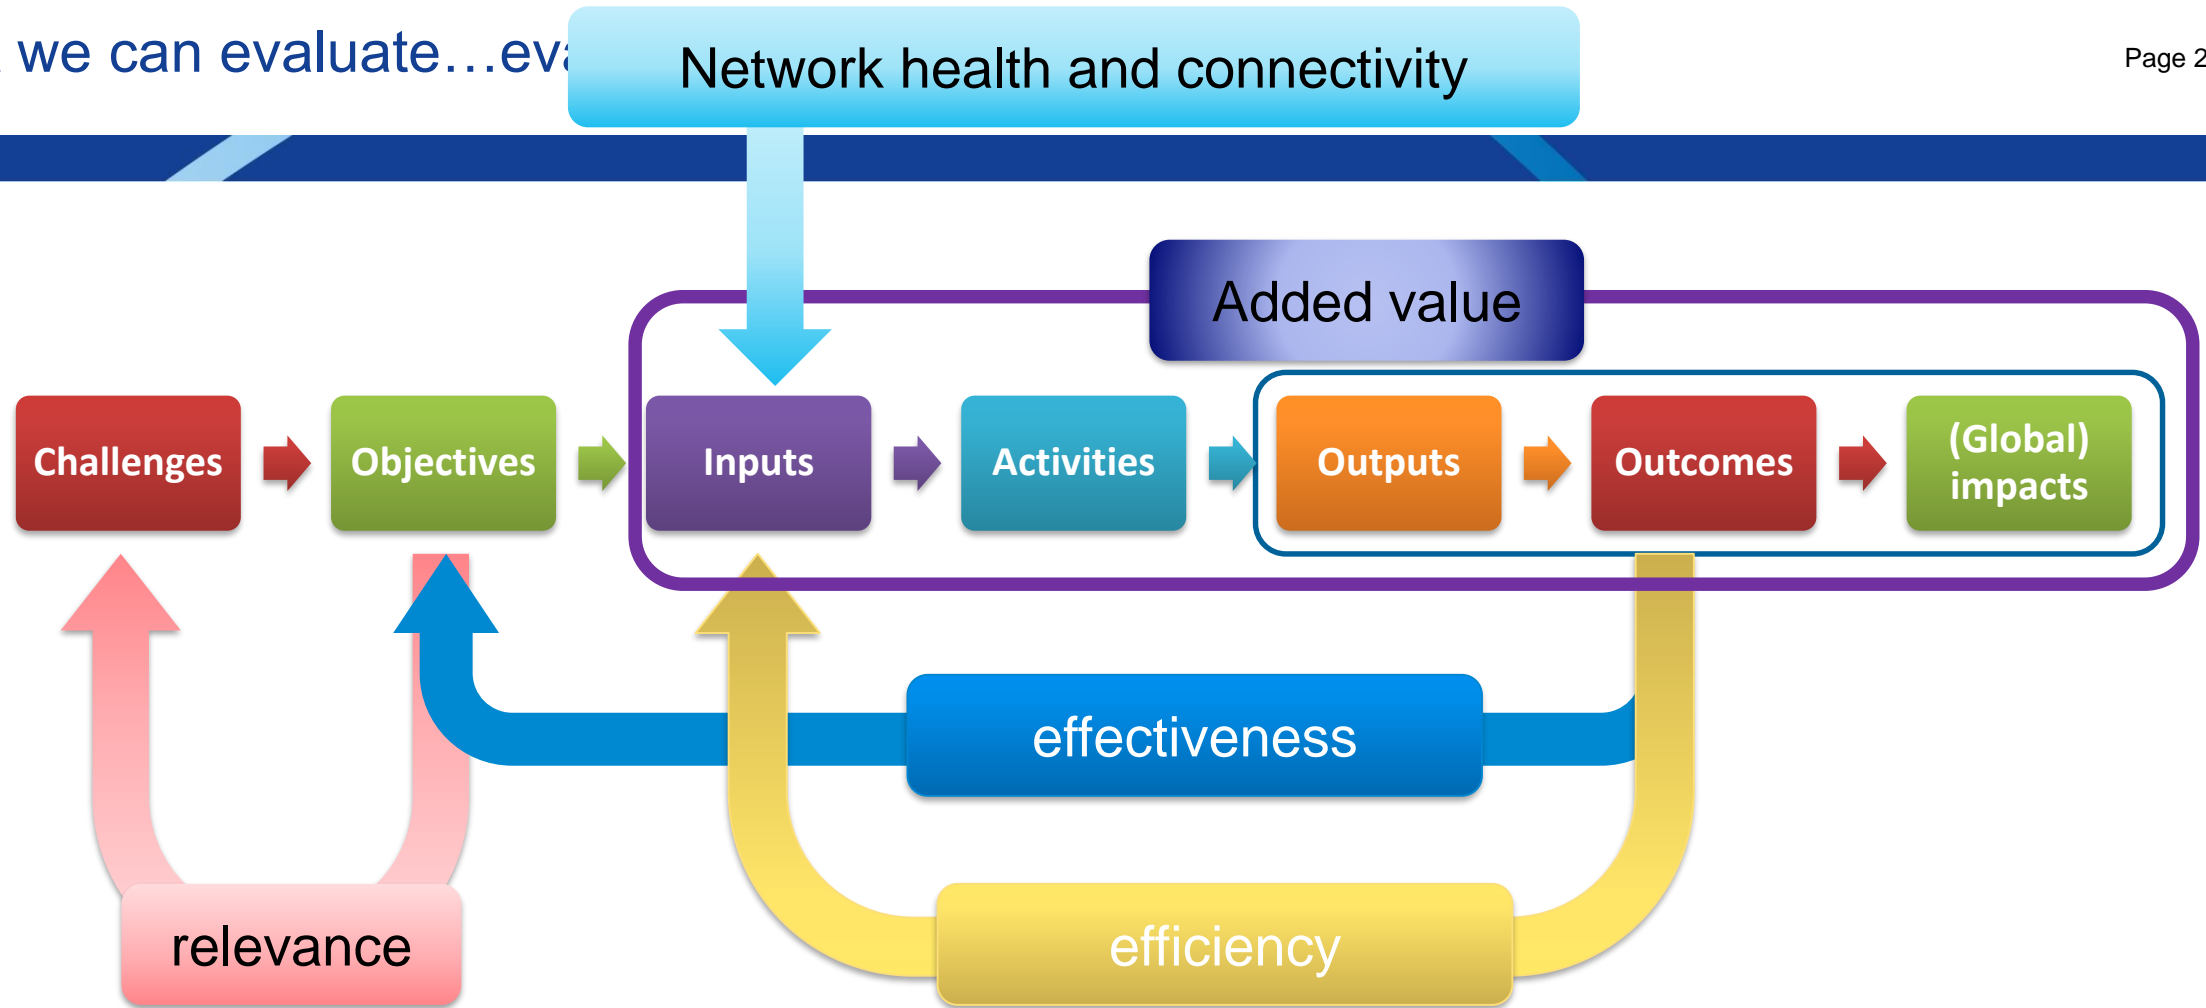 we can evaluate…eva
Network health and connectivity
Page 2
Added value
Challenges
Objectives
Inputs
Activities
Outputs
Outcomes
(Global)
impacts
effectiveness
relevance
efficiency